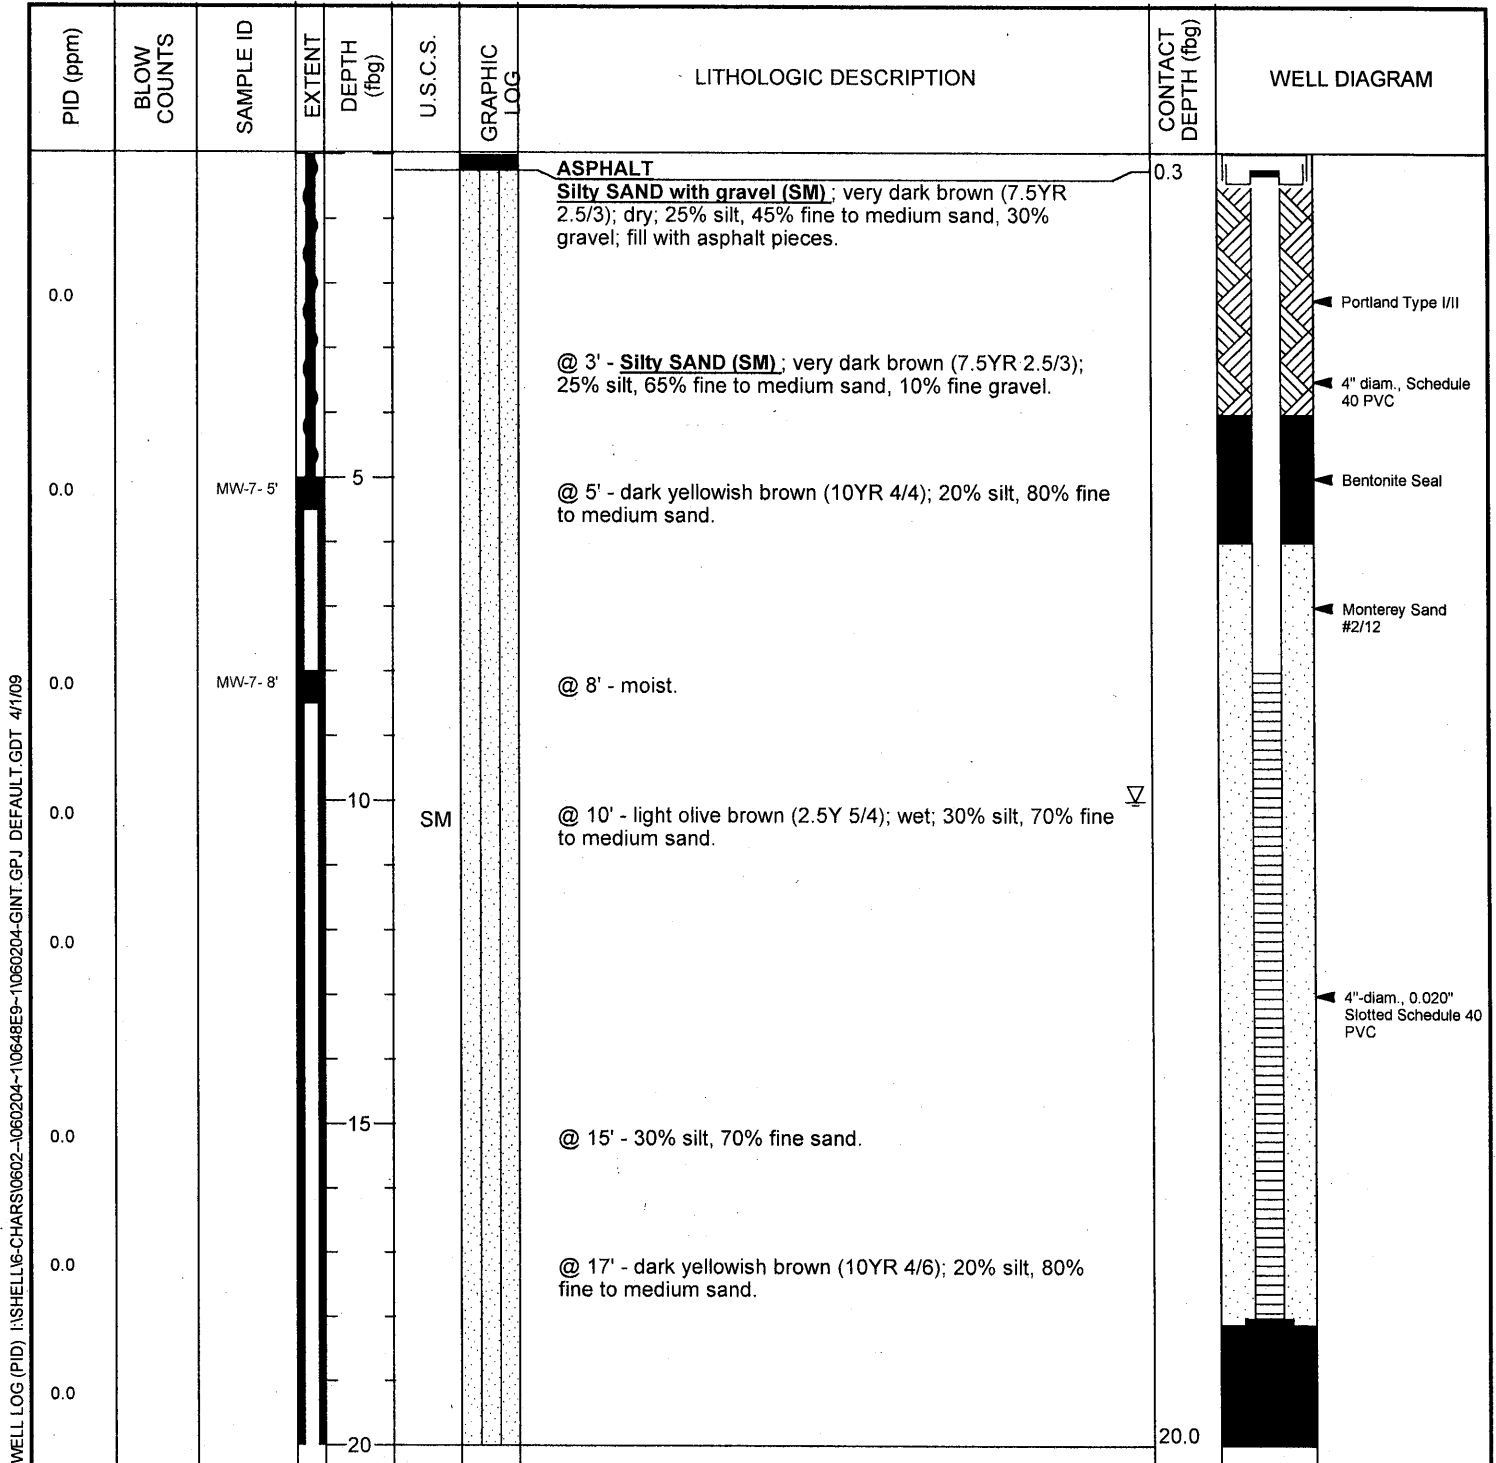 PID (ppm)
BLOW
COUNTS
SAMPLE ID
EXTENT
DEPTH
(fbg)
U.S.C.S.
GRAPHIC
LOG
LITHOLOGIC DESCRIPTION
CONTACT
DEPTH (fbg)
WELL DIAGRAM
ASPHALT
0.3
Silty SAND with gravel (SM) ; very dark brown (7.5YR
2.5/3); dry; 25% silt, 45% fine to medium sand, 30%
gravel; fill with asphalt pieces.
0.0
Portland Type I/II
@ 3' - Silty SAND (SM) ; very dark brown (7.5YR 2.5/3);
25% silt, 65% fine to medium sand, 10% fine gravel.
4" diam., Schedule
40 PVC
5
Bentonite Seal
0.0
MW-7- 5'
@ 5' - dark yellowish brown (10YR 4/4); 20% silt, 80% fine
to medium sand.
Monterey Sand
#2/12
0.0
MW-7- 8'
@ 8' - moist.
10
0.0
SM
@ 10' - light olive brown (2.5Y 5/4); wet; 30% silt, 70% fine
to medium sand.
0.0
4"-diam., 0.020"
Slotted Schedule 40
PVC
15
0.0
@ 15' - 30% silt, 70% fine sand.
0.0
@ 17' - dark yellowish brown (10YR 4/6); 20% silt, 80%
fine to medium sand.
0.0
20
20.0
WELL LOG (PID) I:\SHELL\6-CHARS\0602--\060204~1\0648E9~1\060204-GINT.GPJ DEFAULT.GDT 4/1/09